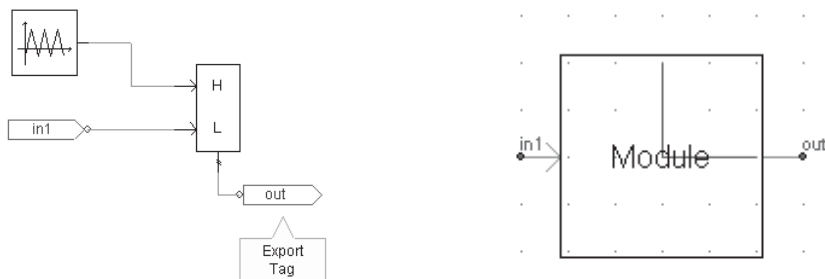 H
in1
L
out
Export
Tag
in1
Module
out